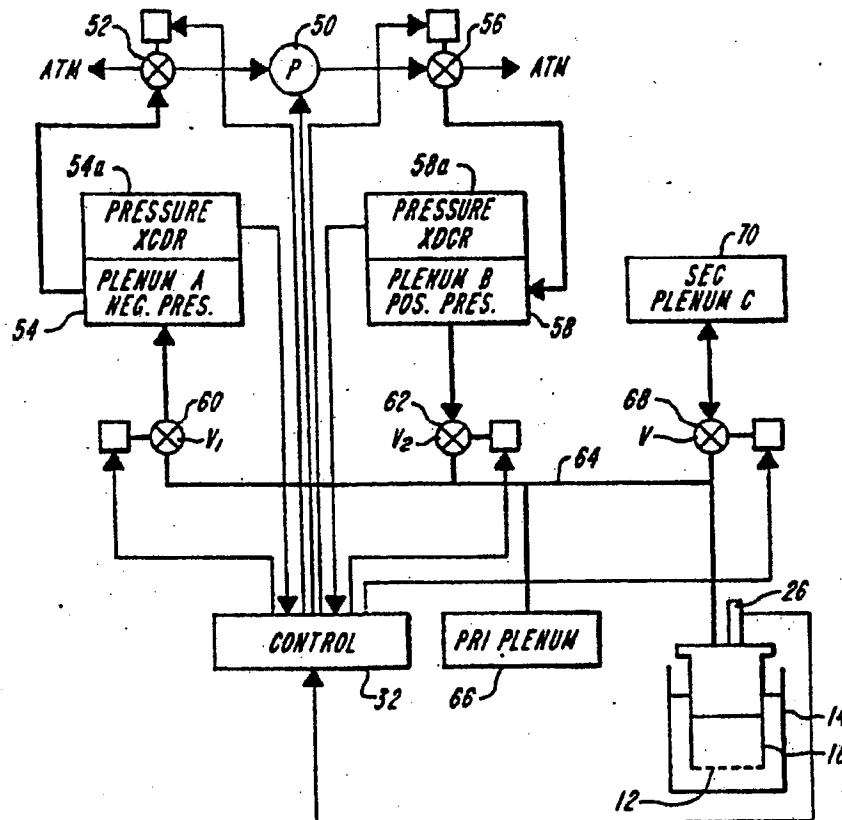 52
50
56
ATM
P
ATM
54a
58a
PRESSURE
XCDR
PRESSURE
XDCR
70
PLENUM A
NEG. PRES.
PLENUM B
POS. PRES.
SEC
PLENUM C
54
58
60
62
68
V1
V2
V
64
26
CONTROL
PRI PLENUM
32
66
14
12